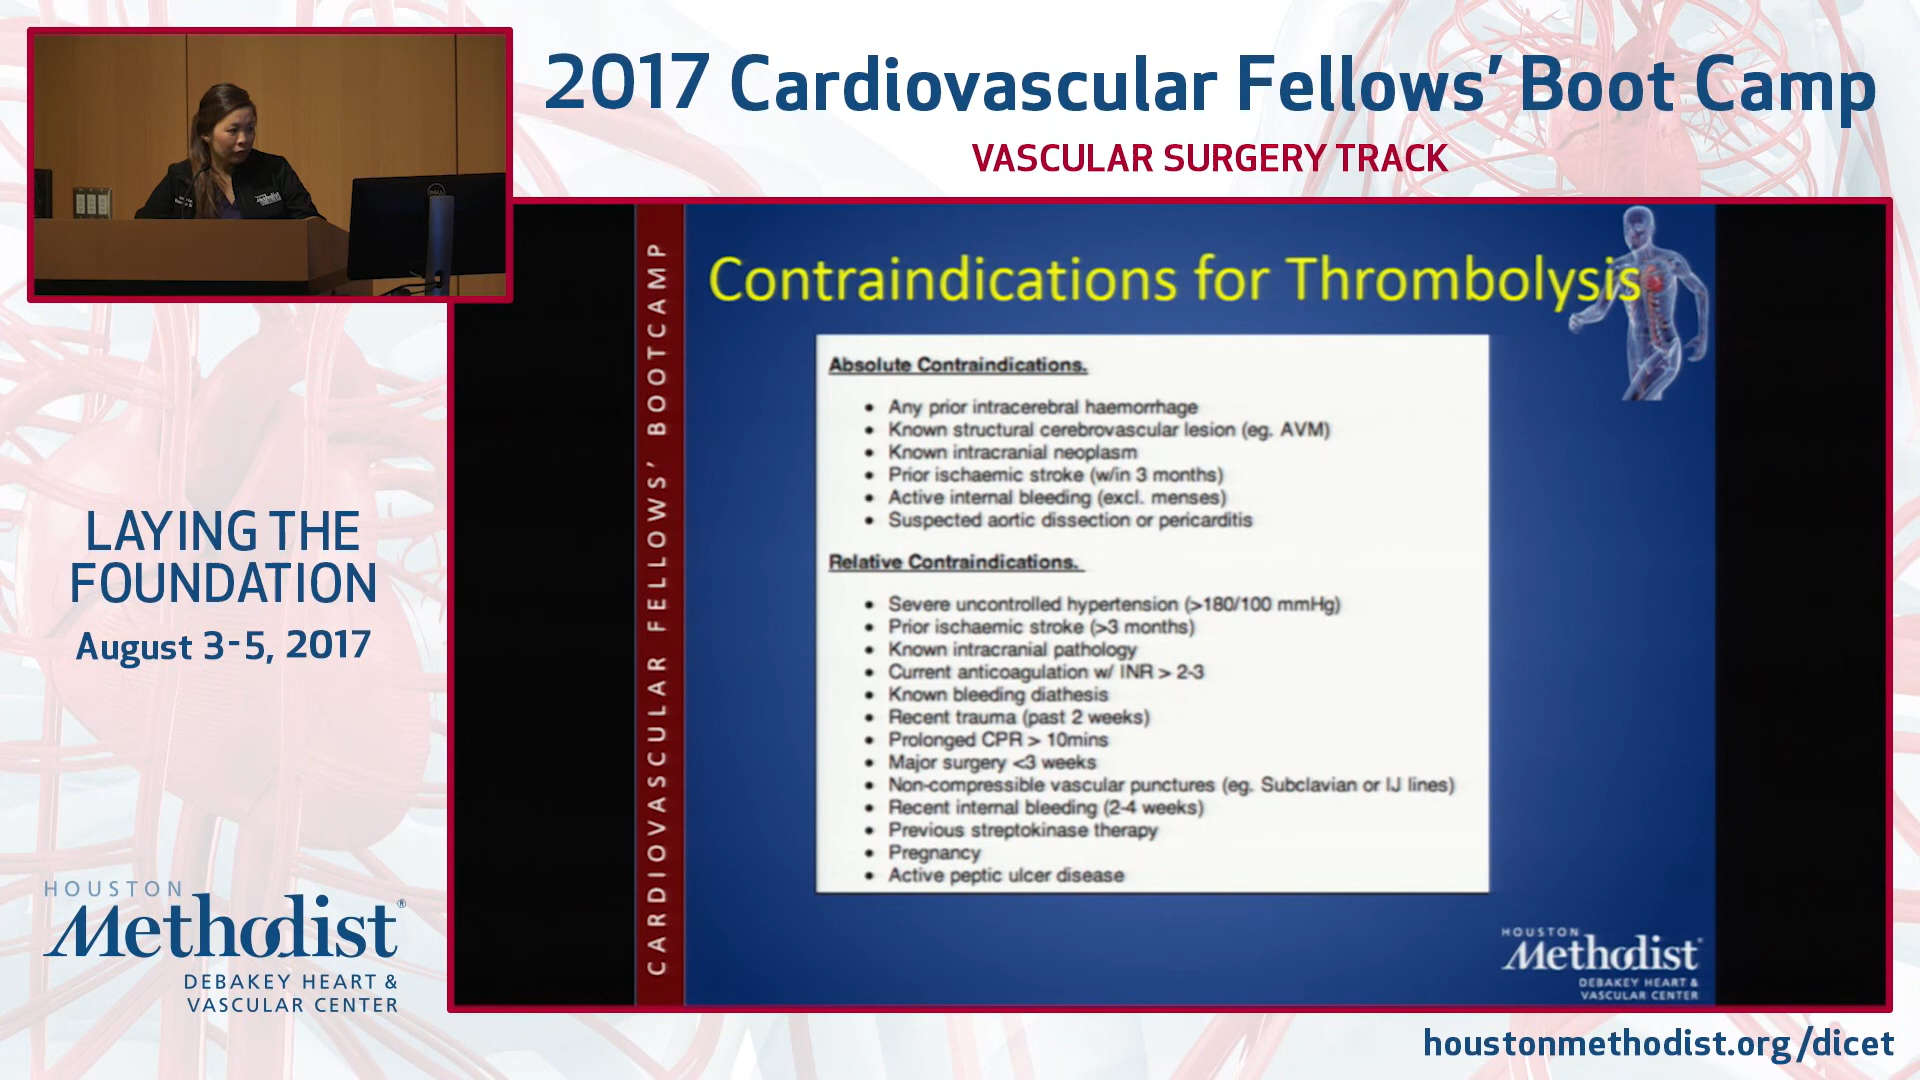 2017 Cardiovascular Fellows’ Boot Camp
VASCULAR SURGERY TRACK
LAYING THE
FOUNDATION
August 3-5, 2017
HOUSTON
Methodist®
DEBAKEY HEART &
VASCULAR CENTER
CARDIOVASCULAR FELLOWS’ BOOTCAMP
Contraindications for Thrombolysis
Absolute Contraindications.
• Any prior intracerebral haemorrhage
• Known structural cerebrovascular lesion (eg. AVM)
• Known intracranial neoplasm
• Prior ischaemic stroke (w/in 3 months)
• Active internal bleeding (excl. menses)
• Suspected aortic dissection or pericarditis
Relative Contraindications.
• Severe uncontrolled hypertension (>180/100 mmHg)
• Prior ischaemic stroke (>3 months)
• Known intracranial pathology
• Current anticoagulation w/ INR > 2-3
• Known bleeding diathesis
• Recent trauma (past 2 weeks)
• Prolonged CPR > 10mins
• Major surgery <3 weeks
• Non-compressible vascular punctures (eg. Subclavian or IJ lines)
• Recent internal bleeding (2-4 weeks)
• Previous streptokinase therapy
• Pregnancy
• Active peptic ulcer disease
HOUSTON
Methodist
DEBAKEY HEART &
VASCULAR CENTER
houstonmethodist.org/dicet